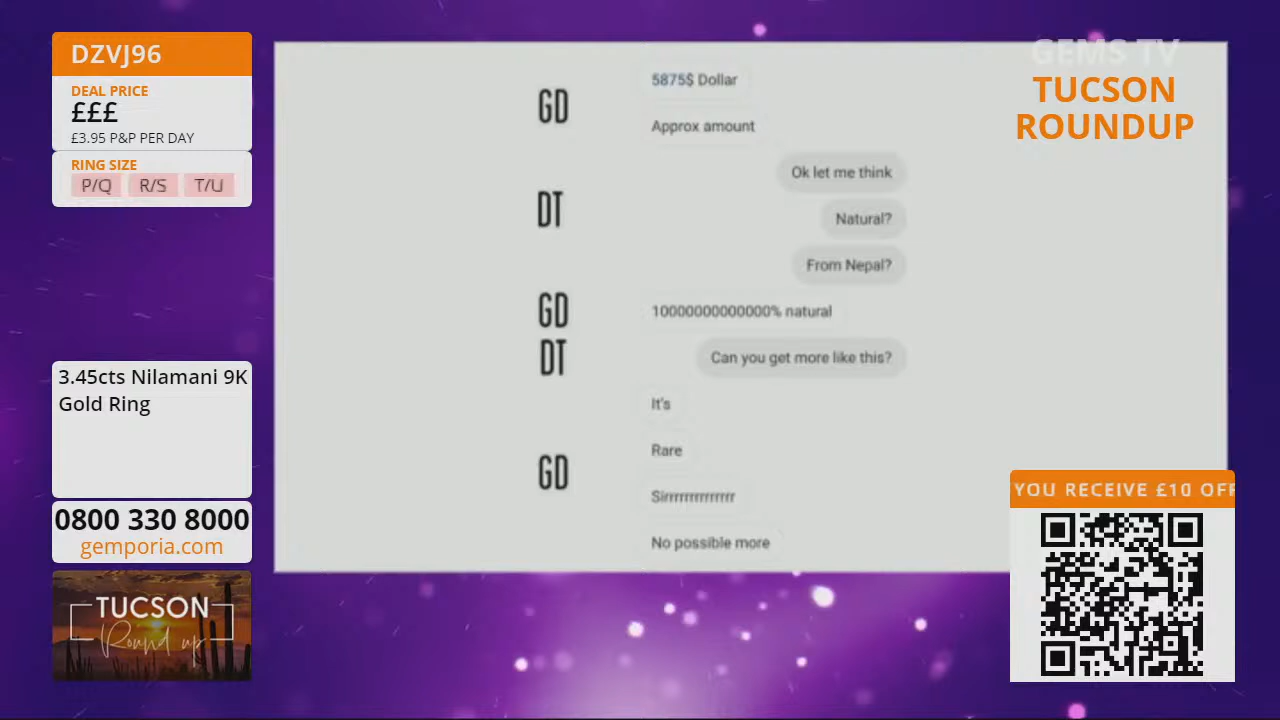 DZVJ96
DEAL PRICE
£££
£3.95 P&P PER DAY
RING SIZE
P/Q R/S T/U
3.45cts Nilamani 9K
Gold Ring
0800 330 8000
gemporia.com
TUCSON
Round up
GD
5875$ Dollar
Approx amount
DT
Ok let me think
Natural?
From Nepal?
GD
10000000000000% natural
DT
Can you get more like this?
GD
It's
Rare
Sirrrrrrrrrrrrr
No possible more
GEMS TV
TUCSON
ROUNDUP
YOU RECEIVE £10 OFF